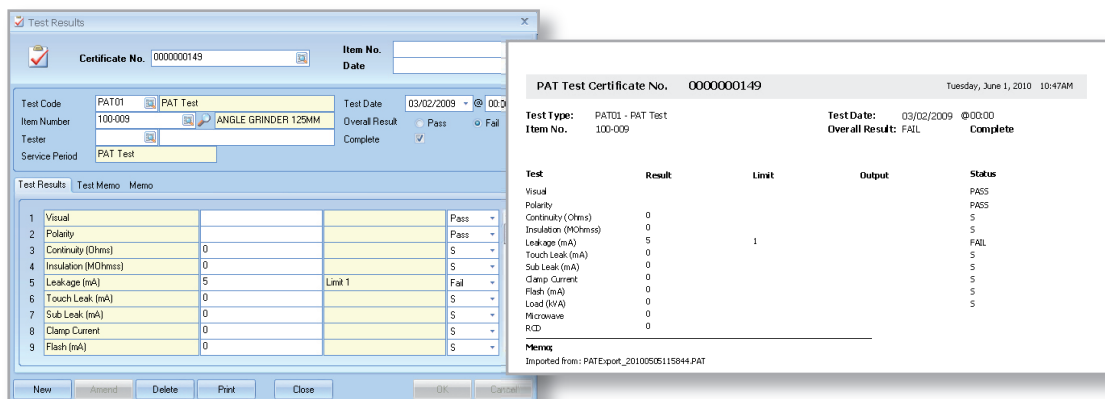 Test Results
Certificate No. 0000000149
Item No.
Date
Test Code PAT01 PAT Test
Test Date 03/02/2009 @
Item Number 100-009 ANGLE GRINDER 125MM
Overall Result Pass Fail
Tester
Complete
Service Period PAT Test
Test Results Test Memo Memo
1 Visual Pass
2 Polarity Pass
3 Continuity (Ohms) 0 S
4 Insulation (MOhmss) 0 S
5 Leakage (mA) 5 Limit 1 Fail
6 Touch Leak (mA) 0 S
7 Sub Leak (mA) 0 S
8 Clamp Current 0 S
9 Flash (mA) 0 S
New Amend Delete Print Close OK Cancel
PAT Test Certificate No. 0000000149 Tuesday, June 1, 2010 10:47AM
Test Type: PAT01 - PAT Test Test Date: 03/02/2009 @00:00
Item No. 100-009 Overall Result: FAIL Complete
Test Result Limit Output Status
Visual PASS
Polarity PASS
Continuity (Ohms) 0 S
Insulation (MOhmss) 0 S
Leakage (mA) 5 1 FAIL
Touch Leak (mA) 0 S
Sub Leak (mA) 0 S
Clamp Current 0 S
Flash (mA) 0 S
Load (kVA) 0 S
Microwave 0
RCD 0
Memo;
Imported from: PATExport_20100505115844.PAT